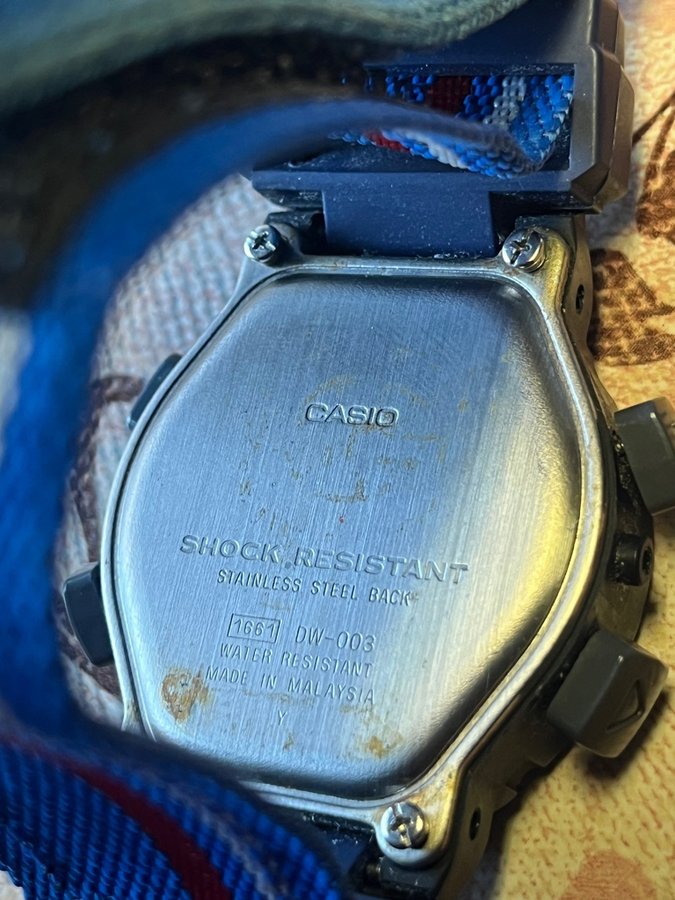 CASIO
SHOCK RESISTANT
STAINLESS STEEL BACK
1661 DW-003
WATER RESISTANT
MADE IN MALAYSIA
Y